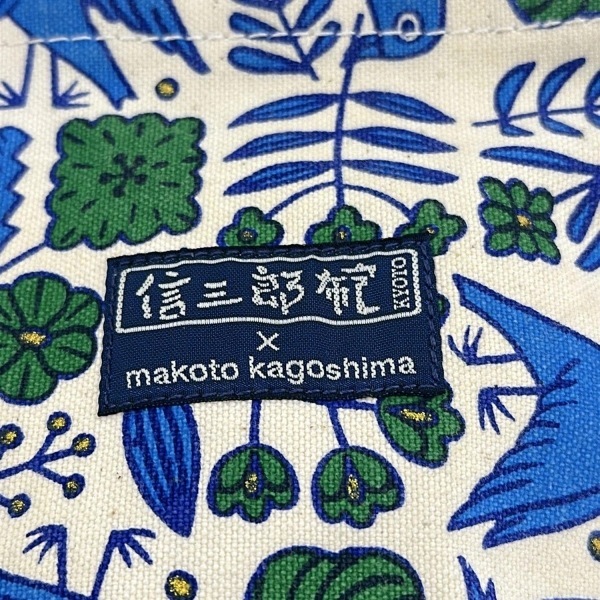 信三郎帆布 KYOTO
×
makoto kagoshima